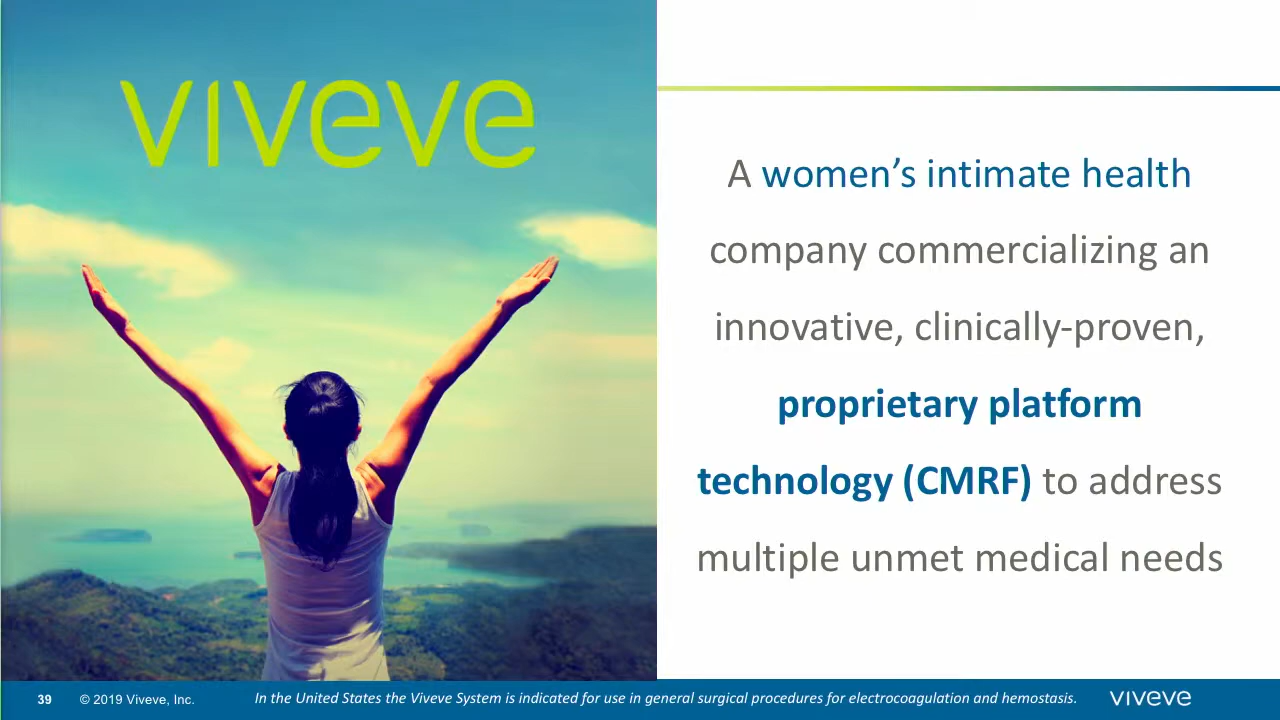 viveve
A women’s intimate health
company commercializing an
innovative, clinically-proven,
proprietary platform
technology (CMRF) to address
multiple unmet medical needs
39 © 2019 Viveve, Inc. In the United States the Viveve System is indicated for use in general surgical procedures for electrocoagulation and hemostasis. viveve